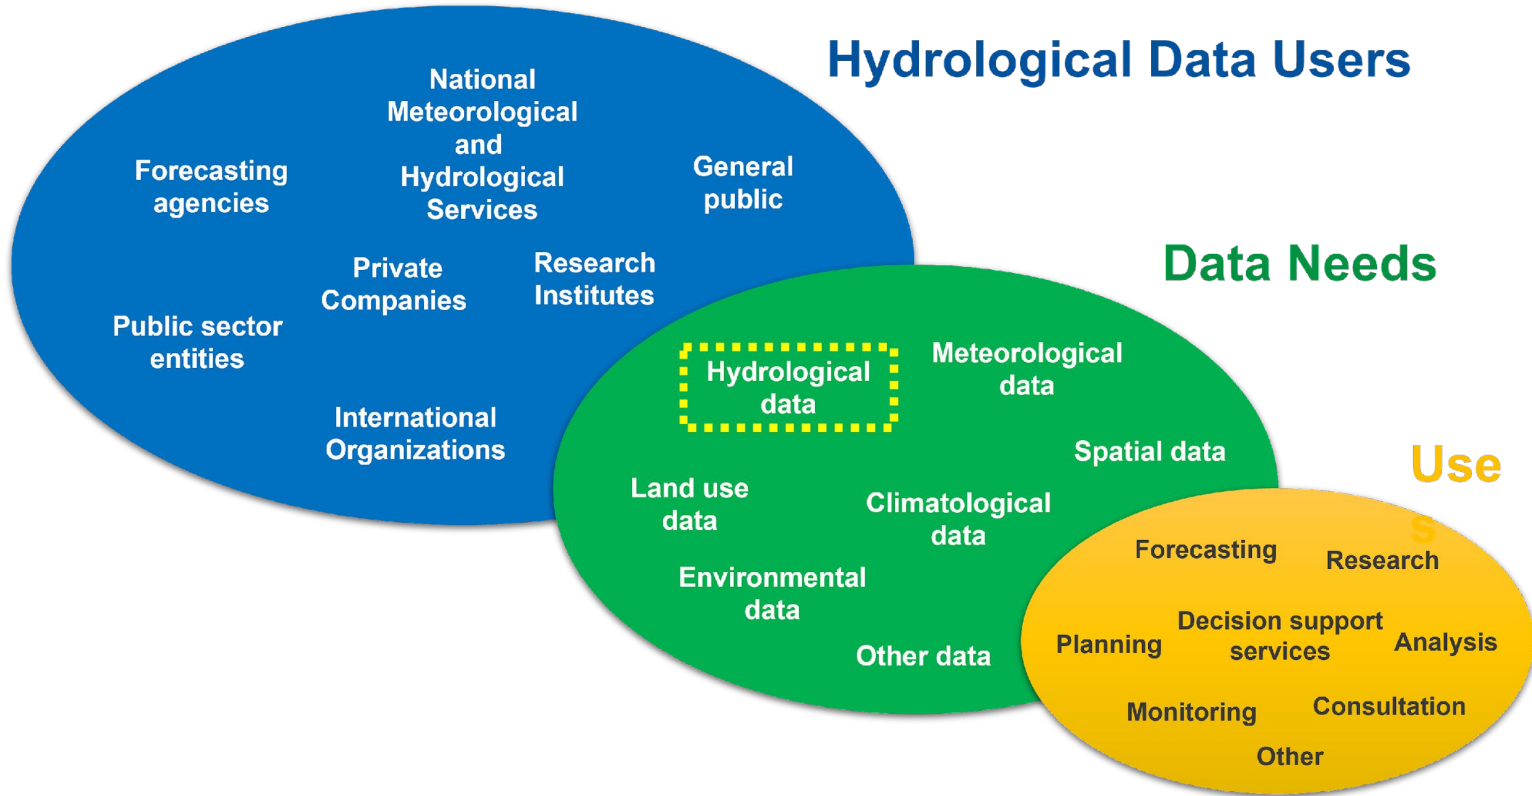 Hydrological Data Users
National
Meteorological
and
Hydrological
Services
Forecasting
agencies
General
public
Private
Companies
Research
Institutes
Public sector
entities
International
Organizations
Data Needs
Hydrological
data
Meteorological
data
Spatial data
Land use
data
Climatological
data
Environmental
data
Other data
Use
s
Forecasting
Research
Decision support
services
Planning
Analysis
Monitoring
Consultation
Other